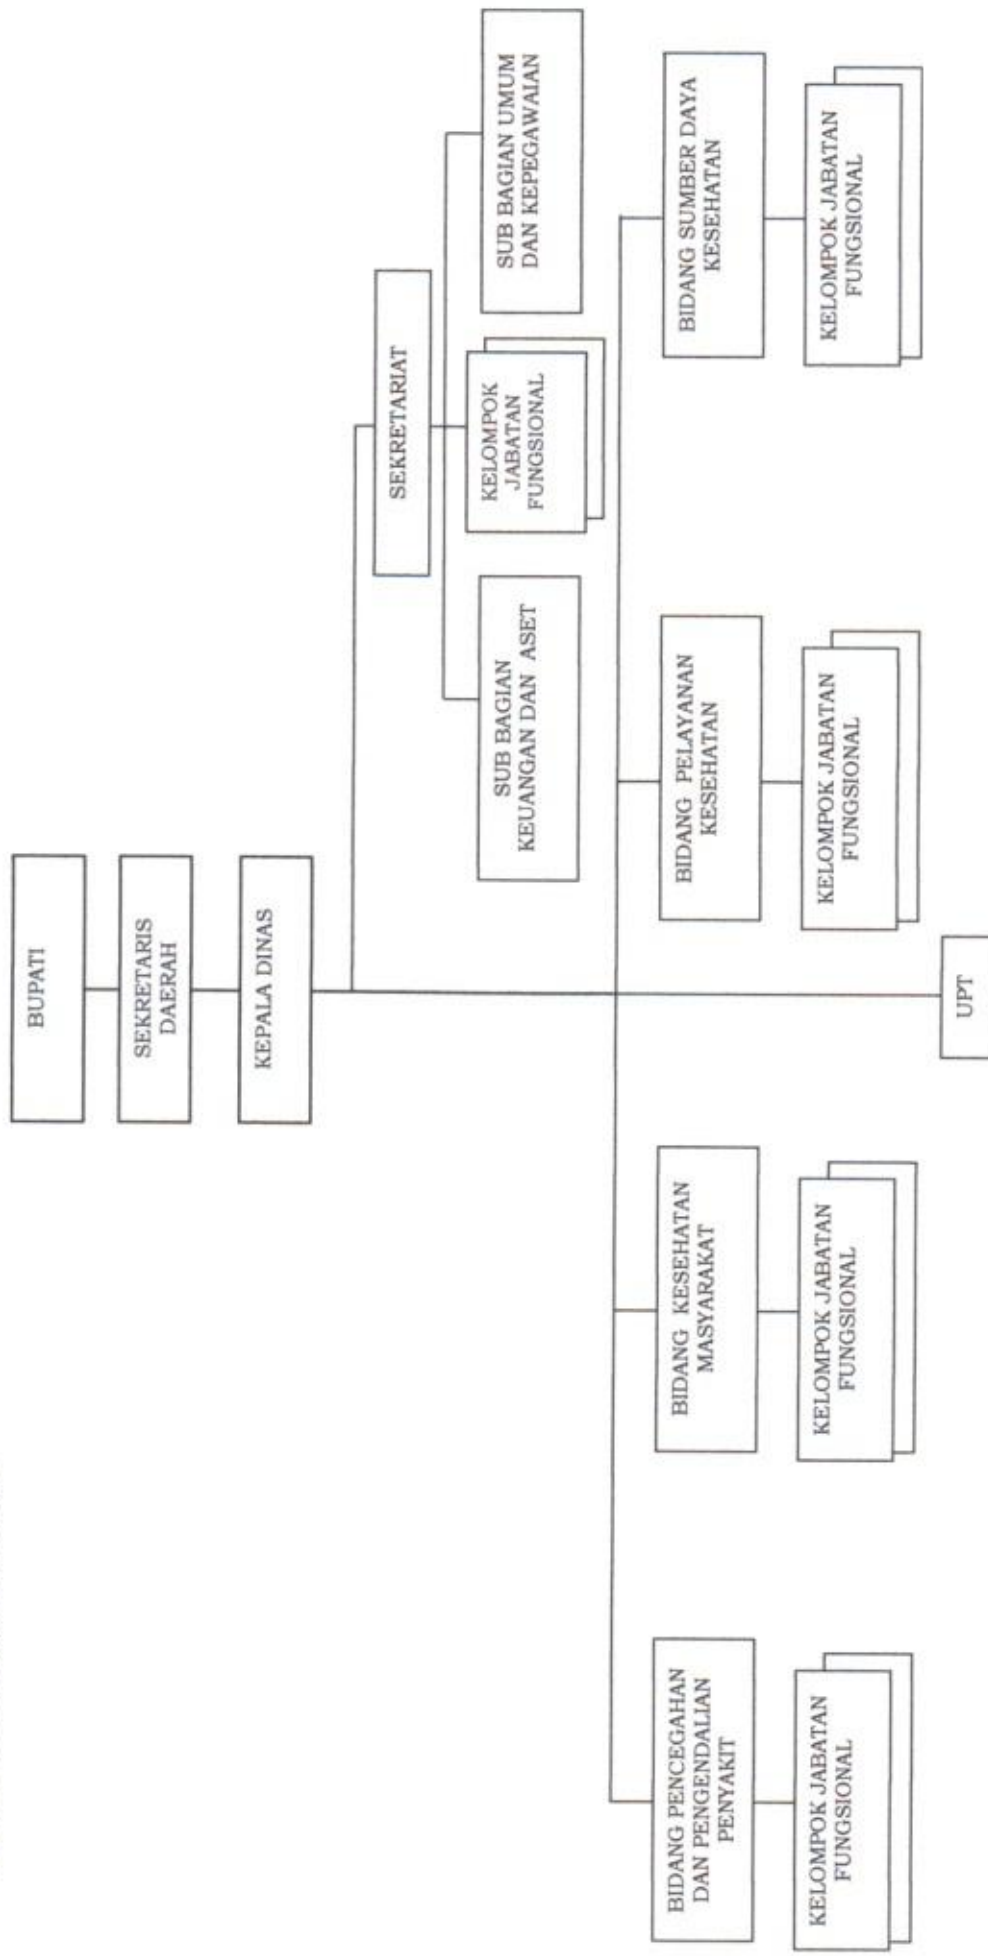 BUPATI
SEKRETARIS
DAERAH
KEPALA DINAS
SEKRETARIAT
SUB BAGIAN
KEUANGAN DAN ASET
KELOMPOK
JABATAN
FUNGSIONAL
SUB BAGIAN UMUM
DAN KEPEGAWAIAN
BIDANG PENCEGAHAN
DAN PENGENDALIAN
PENYAKIT
BIDANG KESEHATAN
MASYARAKAT
BIDANG PELAYANAN
KESEHATAN
BIDANG SUMBER DAYA
KESEHATAN
KELOMPOK JABATAN
FUNGSIONAL
KELOMPOK JABATAN
FUNGSIONAL
KELOMPOK JABATAN
FUNGSIONAL
KELOMPOK JABATAN
FUNGSIONAL
UPT